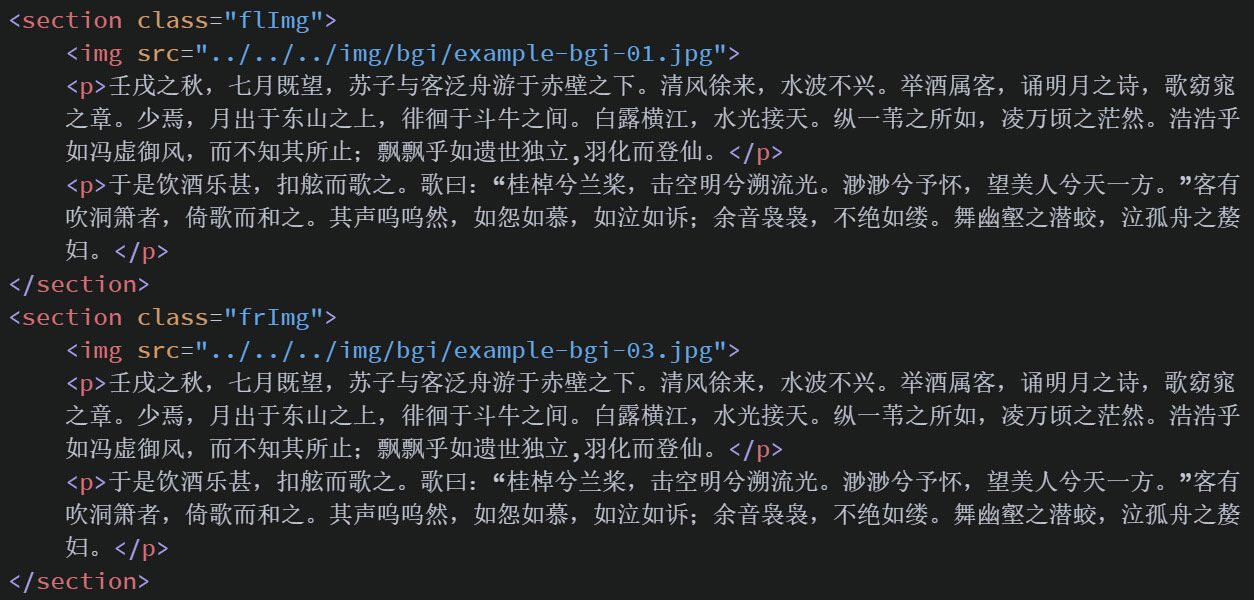 <section class="flImg">
<img src="../../../img/bgi/example-bgi-01.jpg">
<p>壬戌之秋，七月既望，苏子与客泛舟游于赤壁之下。清风徐来，水波不兴。举酒属客，诵明月之诗，歌窈窕
之章。少焉，月出于东山之上，徘徊于斗牛之间。白露横江，水光接天。纵一苇之所如，凌万顷之茫然。浩浩乎
如冯虚御风，而不知其所止；飘飘乎如遗世独立,羽化而登仙。</p>
<p>于是饮酒乐甚，扣舷而歌之。歌曰：“桂棹兮兰桨，击空明兮溯流光。渺渺兮予怀，望美人兮天一方。”客有
吹洞箫者，倚歌而和之。其声呜呜然，如怨如慕，如泣如诉；余音袅袅，不绝如缕。舞幽壑之潜蛟，泣孤舟之嫠
妇。</p>
</section>
<section class="frImg">
<img src="../../../img/bgi/example-bgi-03.jpg">
<p>壬戌之秋，七月既望，苏子与客泛舟游于赤壁之下。清风徐来，水波不兴。举酒属客，诵明月之诗，歌窈窕
之章。少焉，月出于东山之上，徘徊于斗牛之间。白露横江，水光接天。纵一苇之所如，凌万顷之茫然。浩浩乎
如冯虚御风，而不知其所止；飘飘乎如遗世独立,羽化而登仙。</p>
<p>于是饮酒乐甚，扣舷而歌之。歌曰：“桂棹兮兰桨，击空明兮溯流光。渺渺兮予怀，望美人兮天一方。”客有
吹洞箫者，倚歌而和之。其声呜呜然，如怨如慕，如泣如诉；余音袅袅，不绝如缕。舞幽壑之潜蛟，泣孤舟之嫠
妇。</p>
</section>